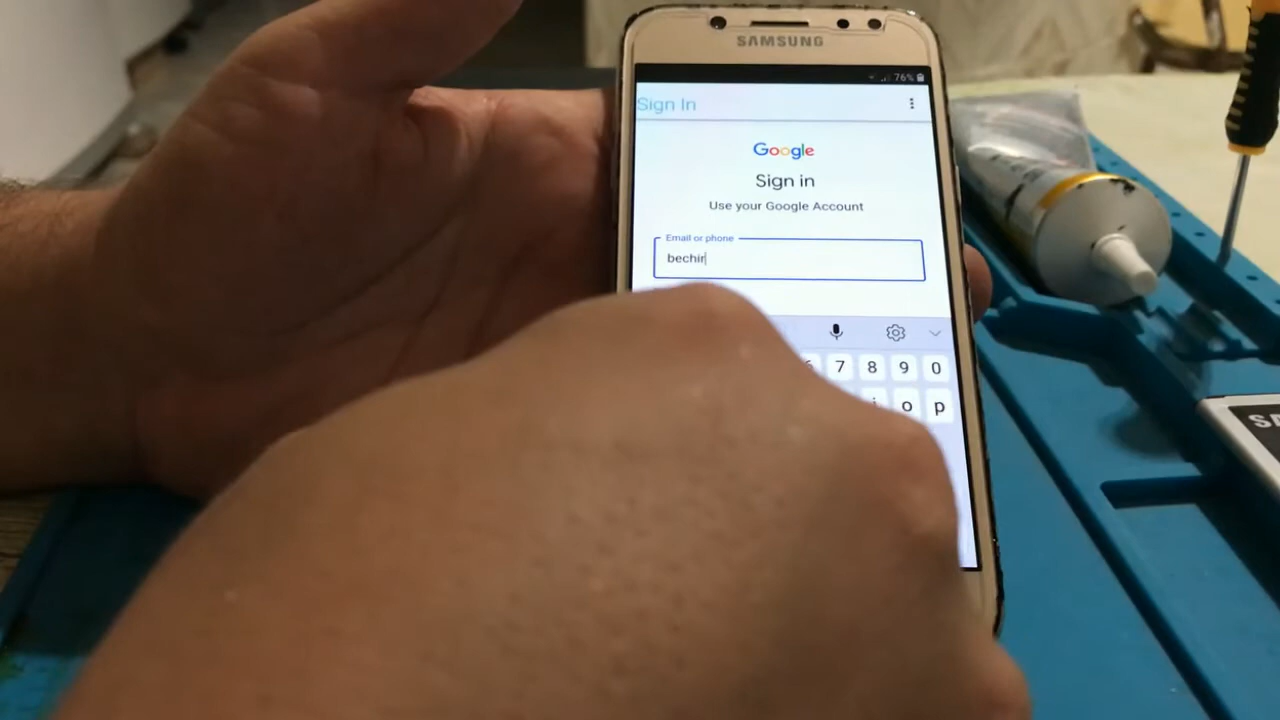 SAMSUNG
76%
Sign In
Google
Sign in
Use your Google Account
Email or phone
bechir
7 8 9 0
o p
SA